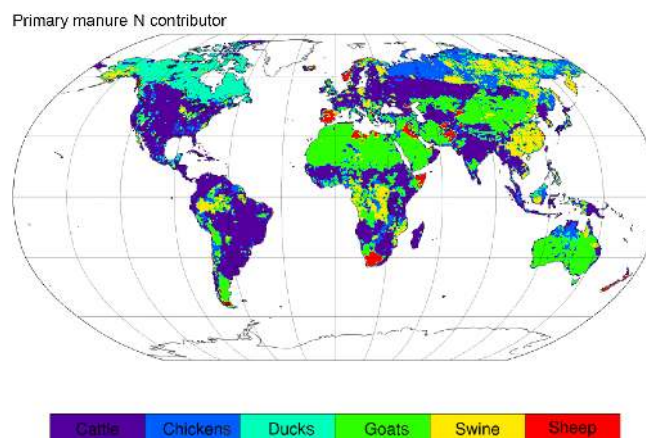 Primary manure N contributor
Cattle Chickens Ducks Goats Swine Sheep